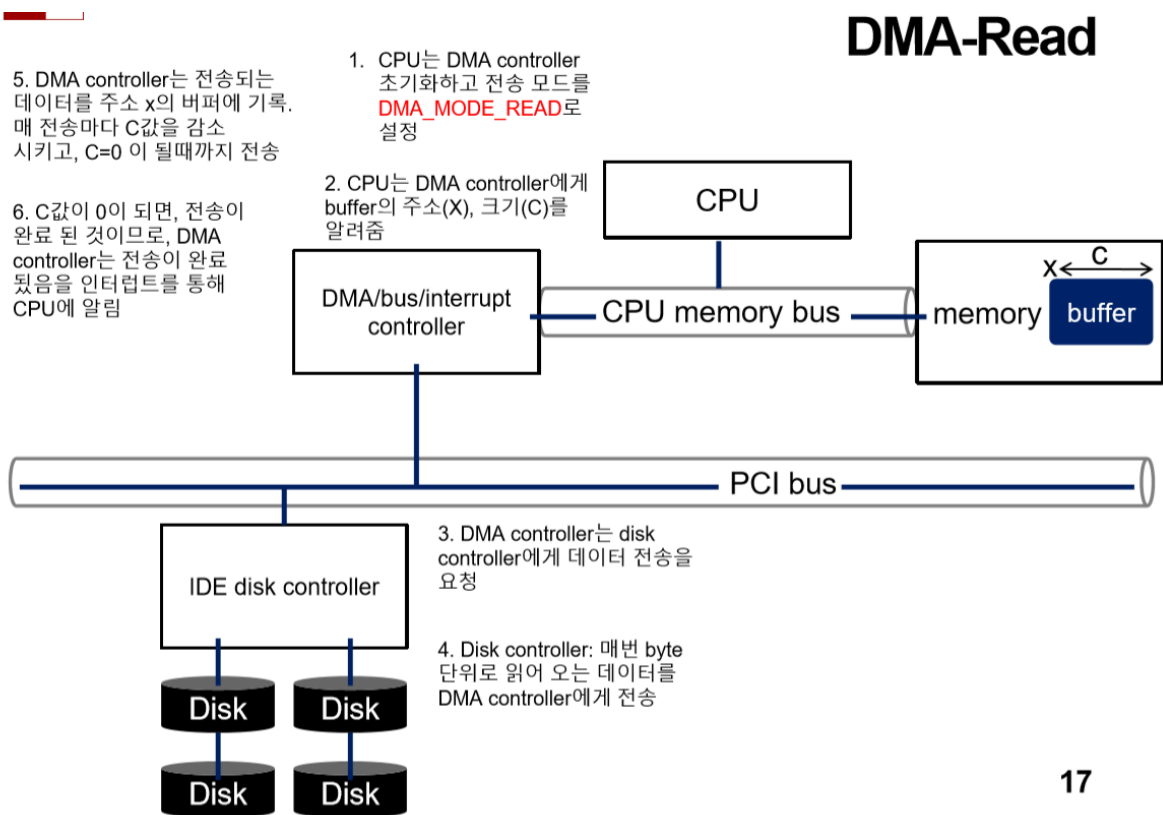 DMA-Read
1. CPU는 DMA controller
초기화하고 전송 모드를
DMA_MODE_READ로
설정
2. CPU는 DMA controller에게
buffer의 주소(X), 크기(C)를
알려줌
3. DMA controller는 disk
controller에게 데이터 전송을
요청
4. Disk controller: 매번 byte
단위로 읽어 오는 데이터를
DMA controller에게 전송
5. DMA controller는 전송되는
데이터를 주소 x의 버퍼에 기록.
매 전송마다 C값을 감소
시키고, C=0 이 될때까지 전송
6. C값이 0이 되면, 전송이
완료 된 것이므로, DMA
controller는 전송이 완료
됐음을 인터럽트를 통해
CPU에 알림
CPU
DMA/bus/interrupt
controller
CPU memory bus
memory
x
C
buffer
PCI bus
IDE disk controller
Disk
Disk
Disk
Disk
17